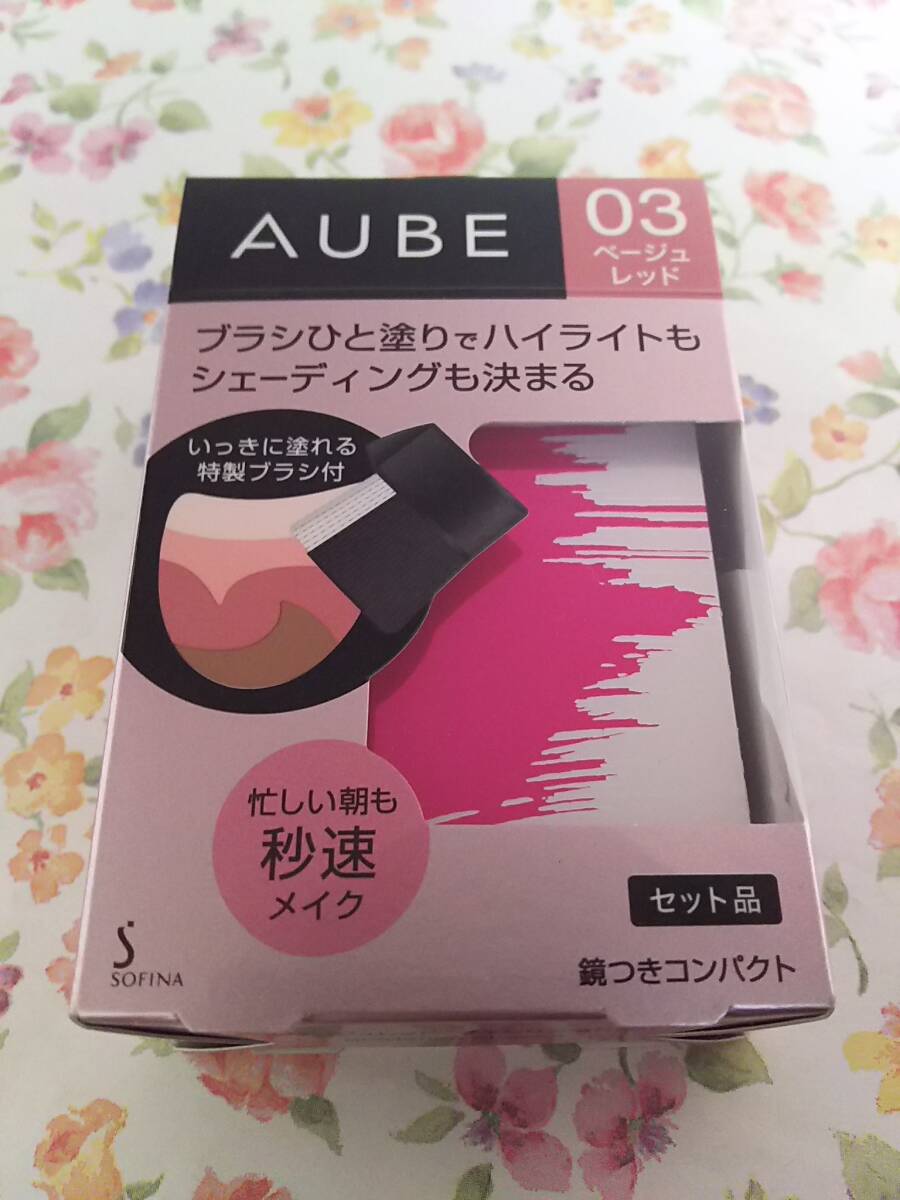 AUBE
03
ベージュ
レッド
ブラシひと塗りでハイライトも
シェーディングも決まる
いっきに塗れる
特製ブラシ付
忙しい朝も
秒速
メイク
セット品
鏡つきコンパクト
SOFINA